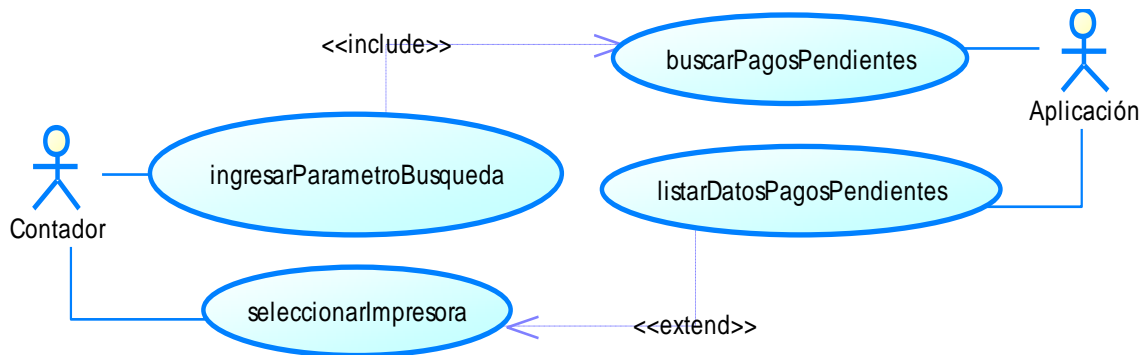 <<include>>
buscarPagosPendientes
Aplicación
ingresarParametroBusqueda
listarDatosPagosPendientes
Contador
seleccionarImpresora
<<extend>>